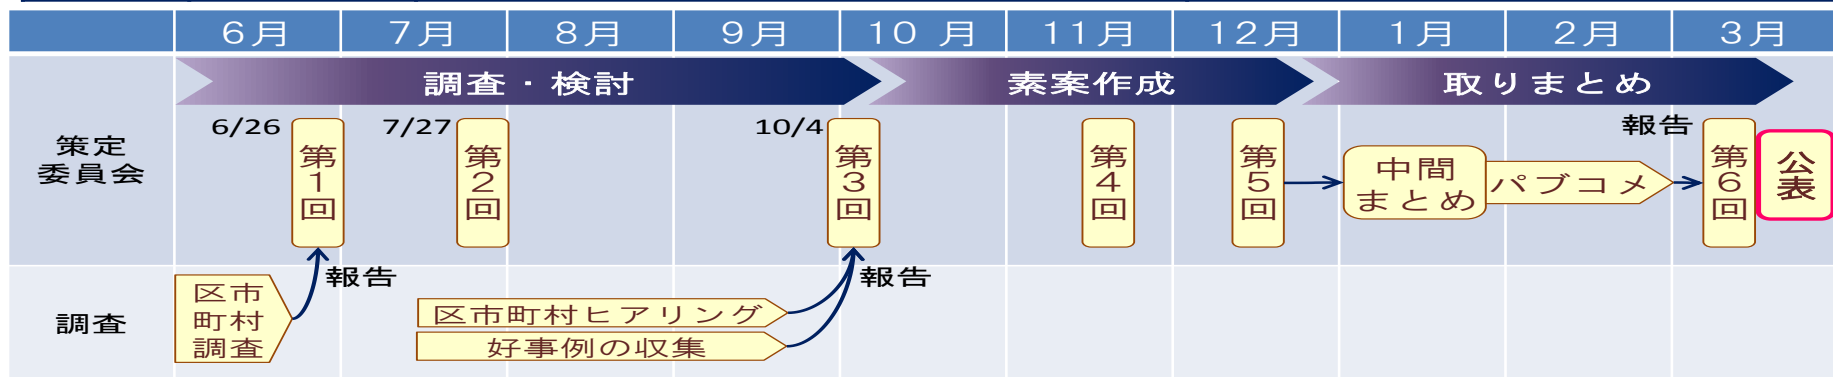 6月 7月 8月 9月 10 月 11月 12月 1月 2月 3月
調査・検討 素案作成 取りまとめ
策定
委員会
6/26
第1回
7/27
第2回
10/4
第3回
第4回
第5回
中間
まとめ
パブコメ
報告
第6回
公表
調査
区市
町村
調査
報告
区市町村ヒアリング
好事例の収集
報告